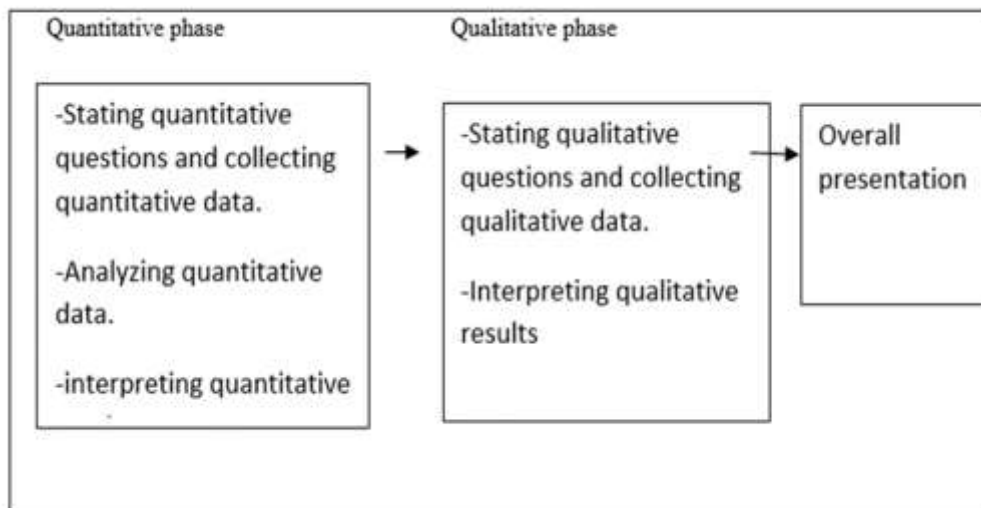 Quantitative phase
Qualitative phase
-Stating quantitative
questions and collecting
quantitative data.
-Analyzing quantitative
data.
-interpreting quantitative
-Stating qualitative
questions and collecting
qualitative data.
-Interpreting qualitative
results
Overall
presentation